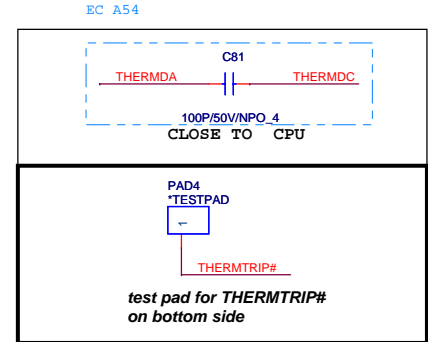 EC A54
C81
THERMDA
THERMDC
100P/50V/NPO_4
CLOSE TO CPU
PAD4
*TESTPAD
1
THERMTRIP#
test pad for THERMTRIP#
on bottom side